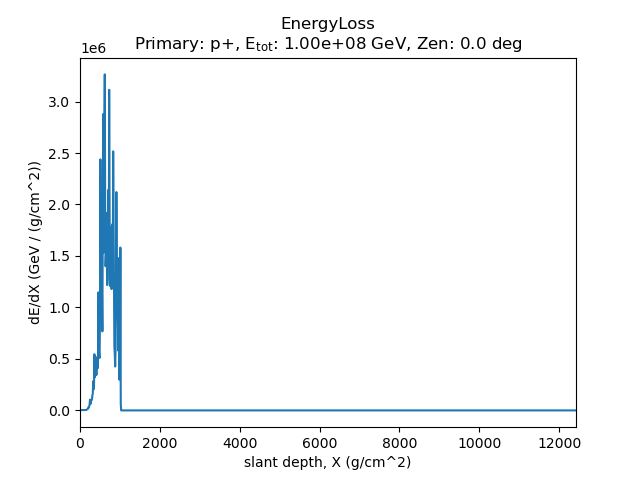 EnergyLoss
Primary: p+, E_tot: 1.00e+08 GeV, Zen: 0.0 deg
1e6
3.0
2.5
2.0
1.5
1.0
0.5
0.0
dE/dX (GeV / (g/cm^2))
0 2000 4000 6000 8000 10000 12000
slant depth, X (g/cm^2)